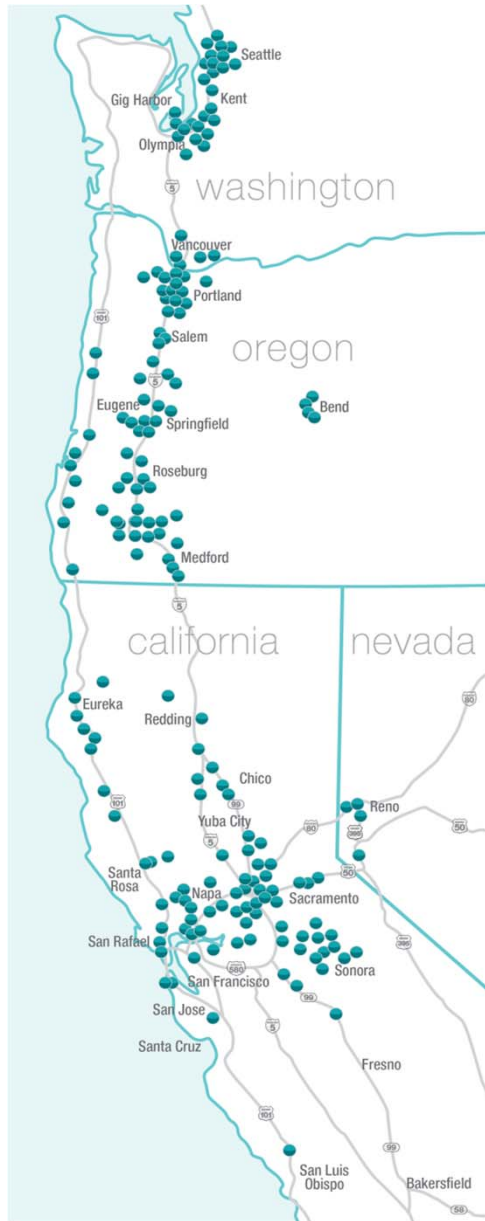 Seattle
Gig Harbor
Kent
Olympia
5
washington
Vancouver
Portland
101
Salem
oregon
5
Eugene
Bend
Springfield
Roseburg
Medford
5
california
nevada
Eureka
80
Redding
Chico
101
99
Reno
Yuba City
80
50
395
5
Santa
Rosa
50
Napa
Sacramento
San Rafael
395
Sonora
580
San Francisco
99
San Jose
5
Santa Cruz
Fresno
101
99
San Luis
Obispo
Bakersfield
58